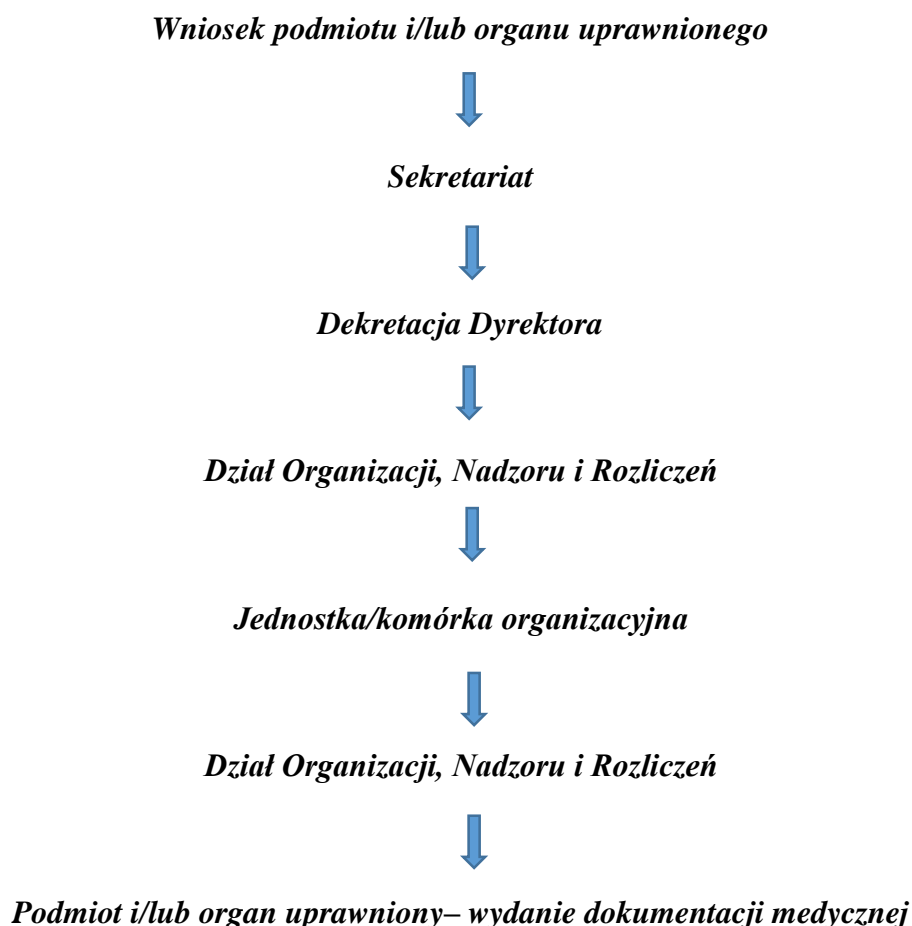 Wniosek podmiotu i/lub organu uprawnionego
Sekretariat
Dekretacja Dyrektora
Dział Organizacji, Nadzoru i Rozliczeń
Jednostka/komórka organizacyjna
Dział Organizacji, Nadzoru i Rozliczeń
Podmiot i/lub organ uprawniony– wydanie dokumentacji medycznej